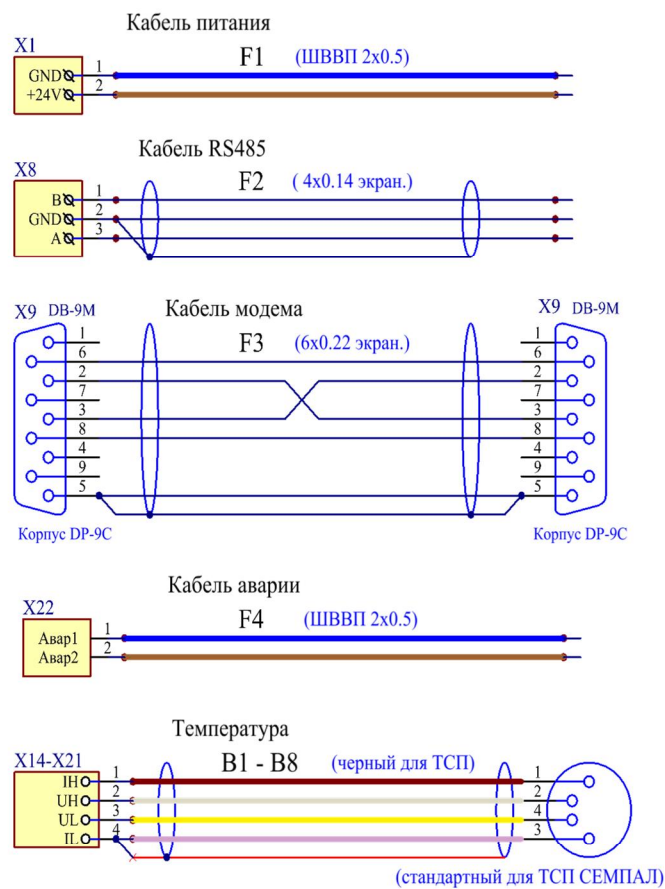 Кабель питания
X1
F1 (ШВВП 2x0.5)
GND 1
+24V 2
Кабель RS485
X8
F2 ( 4x0.14 экран.)
B 1
GND 2
A 3
Кабель модема
X9 DB-9M X9 DB-9M
F3 (6x0.22 экран.)
1 1
6 6
2 2
7 7
3 3
8 8
4 4
9 9
5 5
Корпус DP-9C Корпус DP-9C
Кабель аварии
X22
F4 (ШВВП 2x0.5)
Авар1 1
Авар2 2
Температура
X14-X21
B1 - B8 (черный для ТСП)
IH 1 1
UH 2 2
UL 3 4
IL 4 3
(стандартный для ТСП СЕМПАЛ)